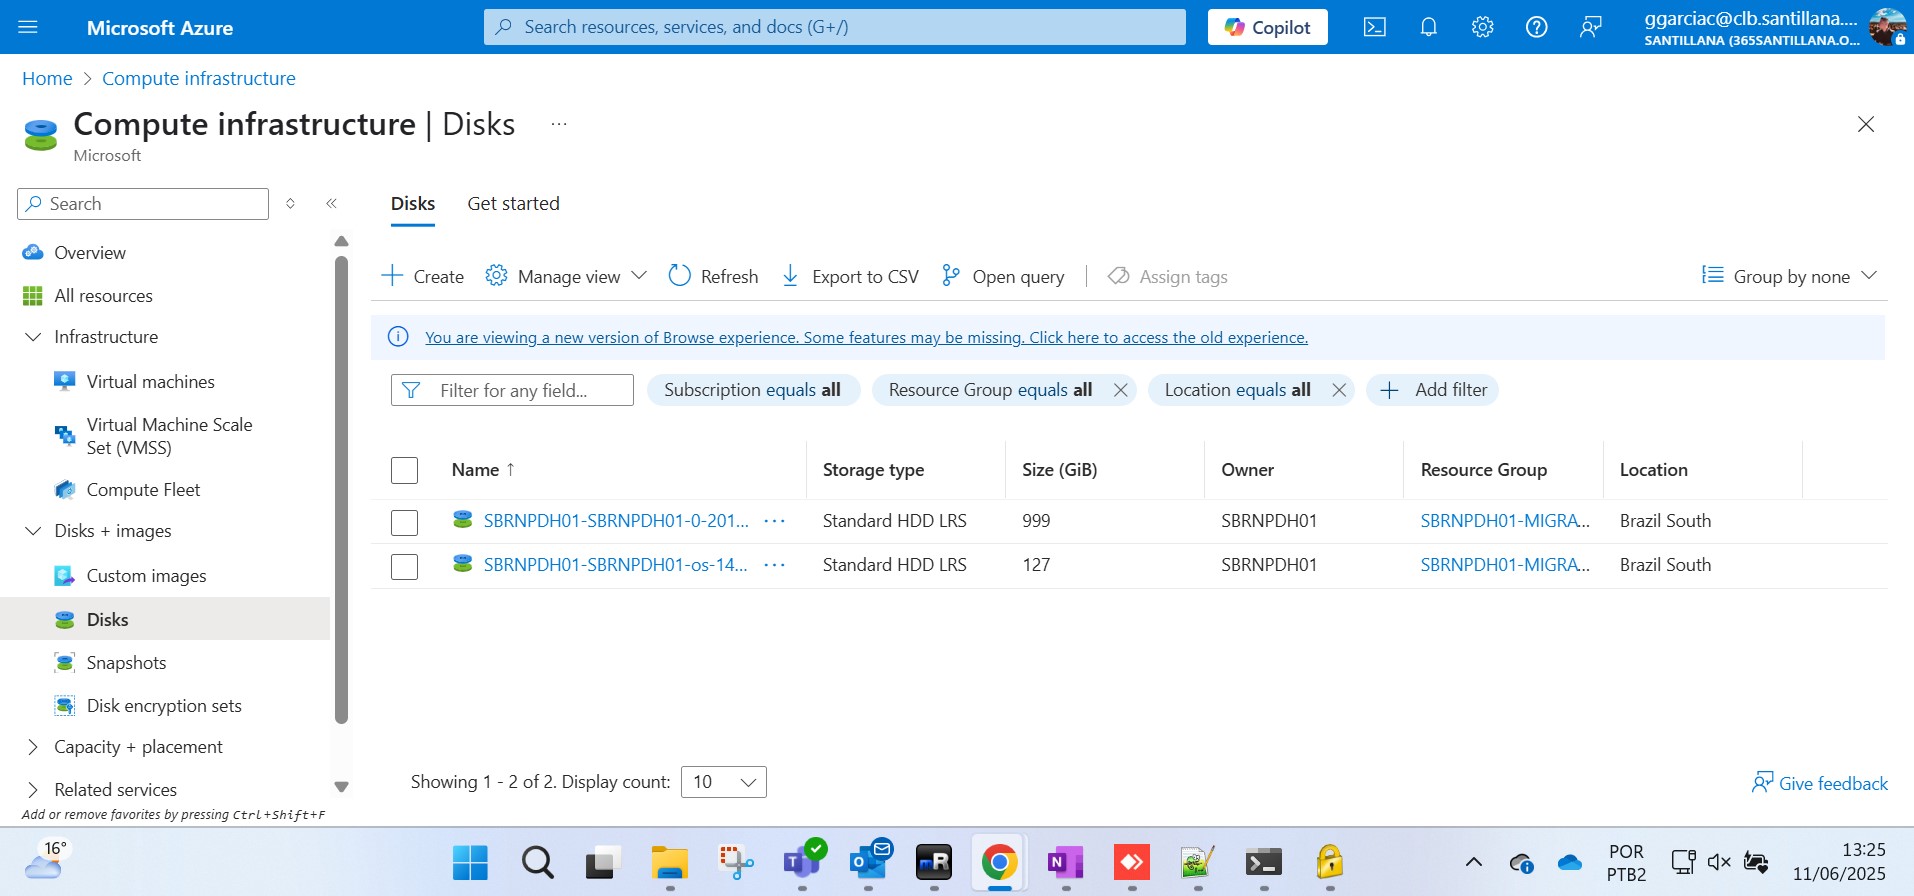 Microsoft Azure
Search resources, services, and docs (G+/)
Copilot
ggarciac@clb.santillana....
SANTILLANA (365SANTILLANA.O...
Home > Compute infrastructure
Compute infrastructure | Disks ...
Microsoft
Search
Overview
All resources
Infrastructure
Virtual machines
Virtual Machine Scale
Set (VMSS)
Compute Fleet
Disks + images
Custom images
Disks
Snapshots
Disk encryption sets
Capacity + placement
Related services
Add or remove favorites by pressing Ctrl+Shift+F
Disks Get started
Create Manage view Refresh Export to CSV Open query Assign tags Group by none
You are viewing a new version of Browse experience. Some features may be missing. Click here to access the old experience.
Filter for any field... Subscription equals all Resource Group equals all Location equals all Add filter
Name ↑ Storage type Size (GiB) Owner Resource Group Location
SBRNPDH01-SBRNPDH01-0-201... ... Standard HDD LRS 999 SBRNPDH01 SBRNPDH01-MIGRA... Brazil South
SBRNPDH01-SBRNPDH01-os-14... ... Standard HDD LRS 127 SBRNPDH01 SBRNPDH01-MIGRA... Brazil South
Showing 1 - 2 of 2. Display count: 10
Give feedback
16°
POR
PTB2
13:25
11/06/2025